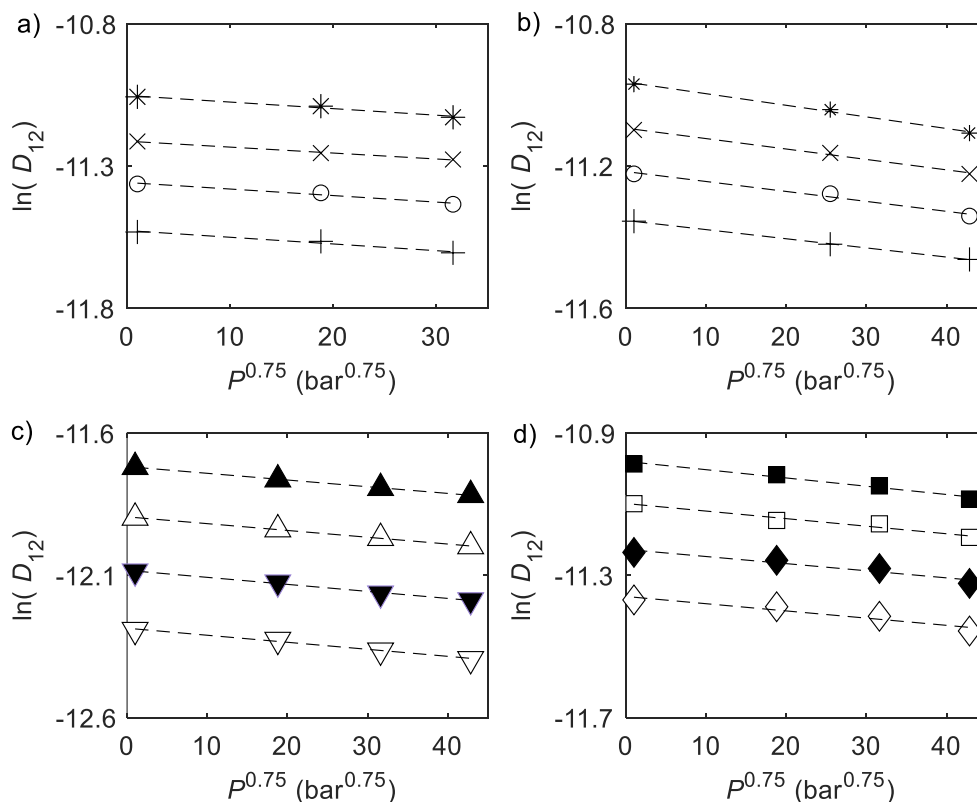 a)
-10.8
-11.3
-11.8
ln( D12)
0 10 20 30
P0.75 (bar0.75)
b)
-10.8
-11.2
-11.6
ln( D12)
0 10 20 30 40
P0.75 (bar0.75)
c)
-11.6
-12.1
-12.6
ln( D12)
0 10 20 30 40
P0.75 (bar0.75)
d)
-10.9
-11.3
-11.7
ln( D12)
0 10 20 30 40
P0.75 (bar0.75)